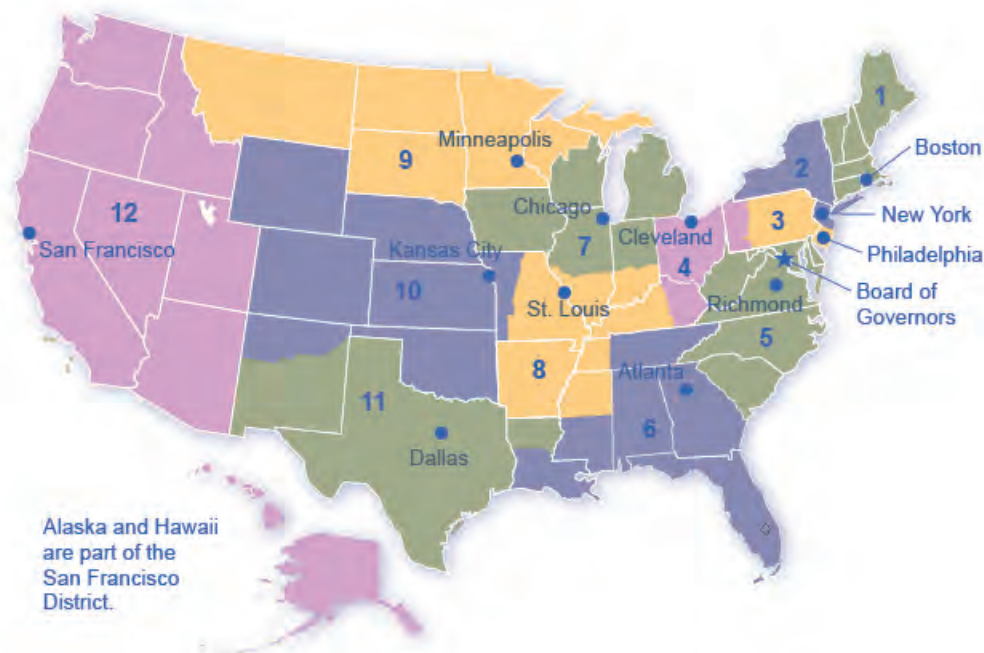 1
Boston
2
9
Minneapolis
12
Chicago
3
New York
San Francisco
Kansas City
7
Cleveland
Philadelphia
4
10
St. Louis
Richmond
Board of
Governors
5
8
Atlanta
11
6
Dallas
Alaska and Hawaii
are part of the
San Francisco
District.